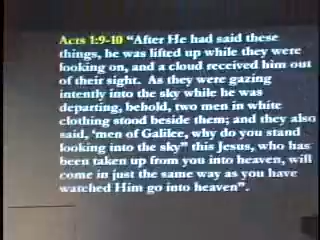 Acts 1:9-10 “After He had said these
things, he was lifted up while they were
looking on, and a cloud received him out
of their sight.  As they were gazing
intently into the sky while he was
departing, behold, two men in white
clothing stood beside them; and they also
said, ‘men of Galilee, why do you stand
looking into the sky” this Jesus, who has
been taken up from you into heaven, will
come in just the same way as you have
watched Him go into heaven”.